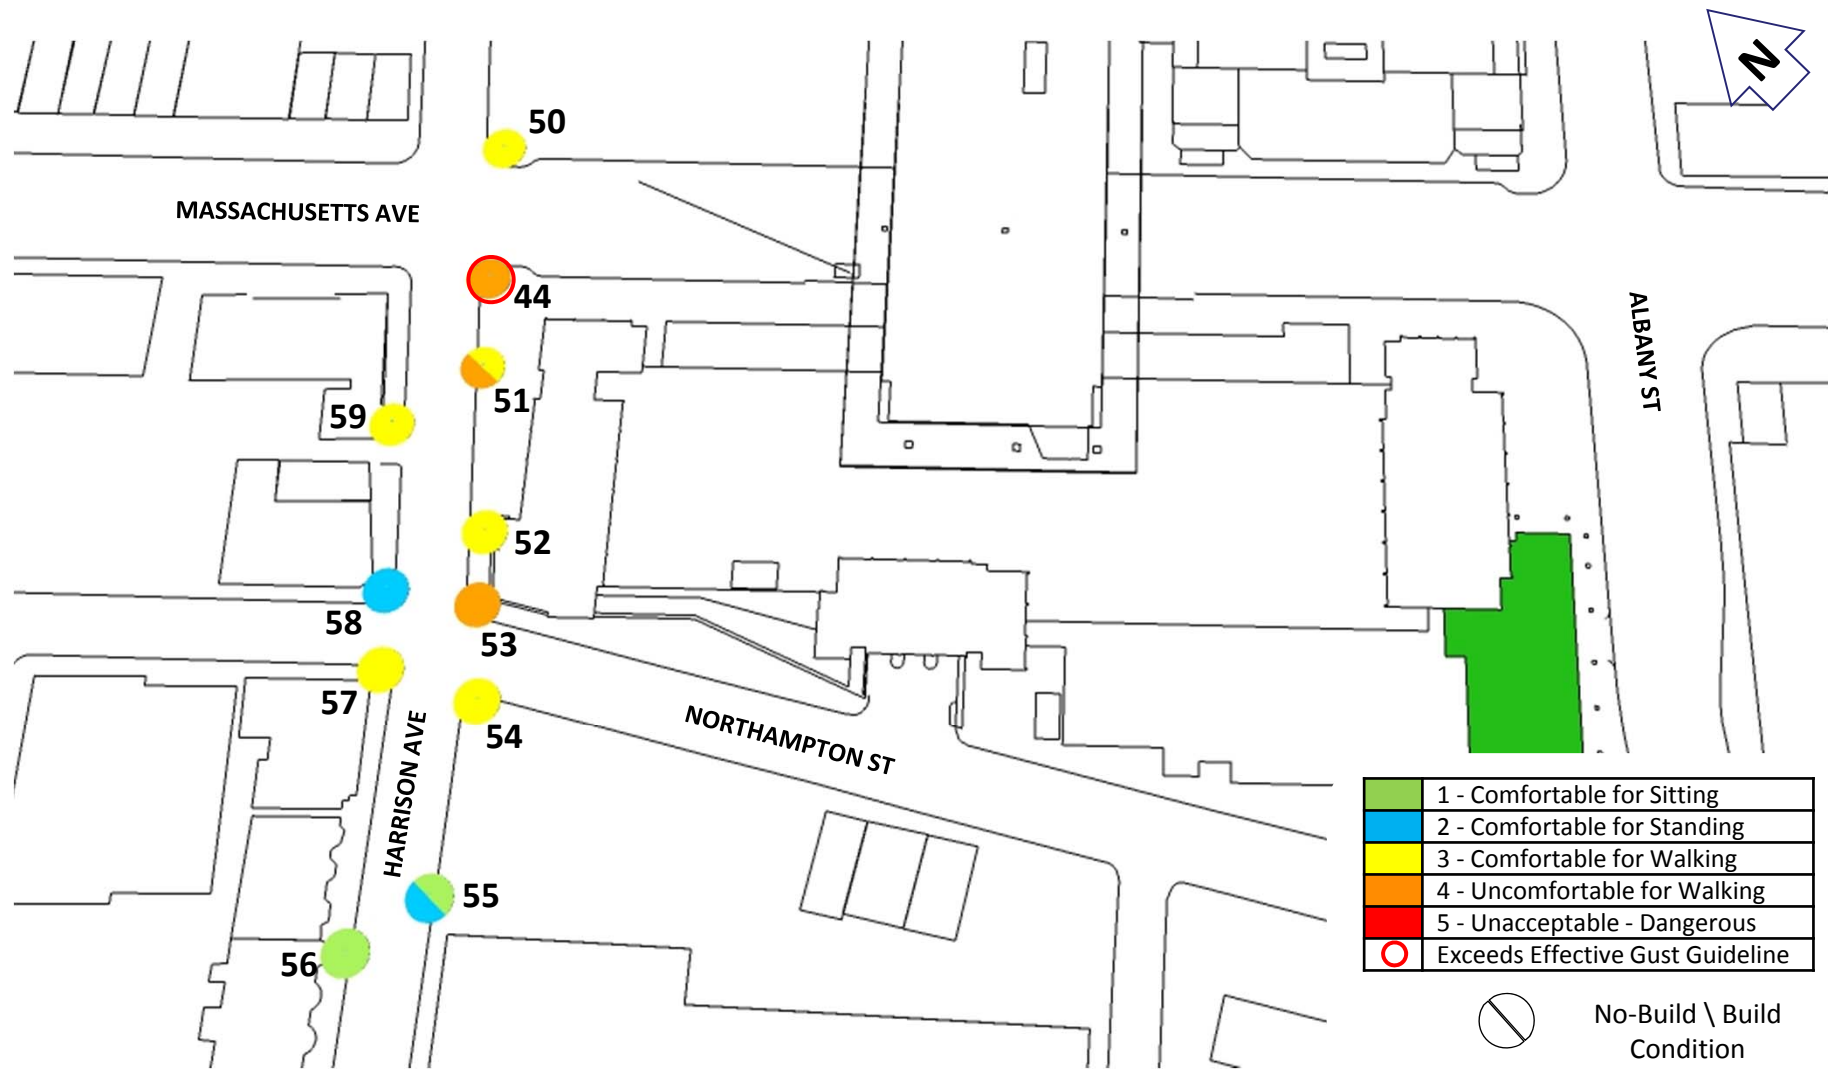 N
50
MASSACHUSETTS AVE
44
ALBANY ST
51
59
52
58
53
57
54
NORTHAMPTON ST
HARRISON AVE
55
56
1 - Comfortable for Sitting
2 - Comfortable for Standing
3 - Comfortable for Walking
4 - Uncomfortable for Walking
5 - Unacceptable - Dangerous
Exceeds Effective Gust Guideline
No-Build \ Build
Condition